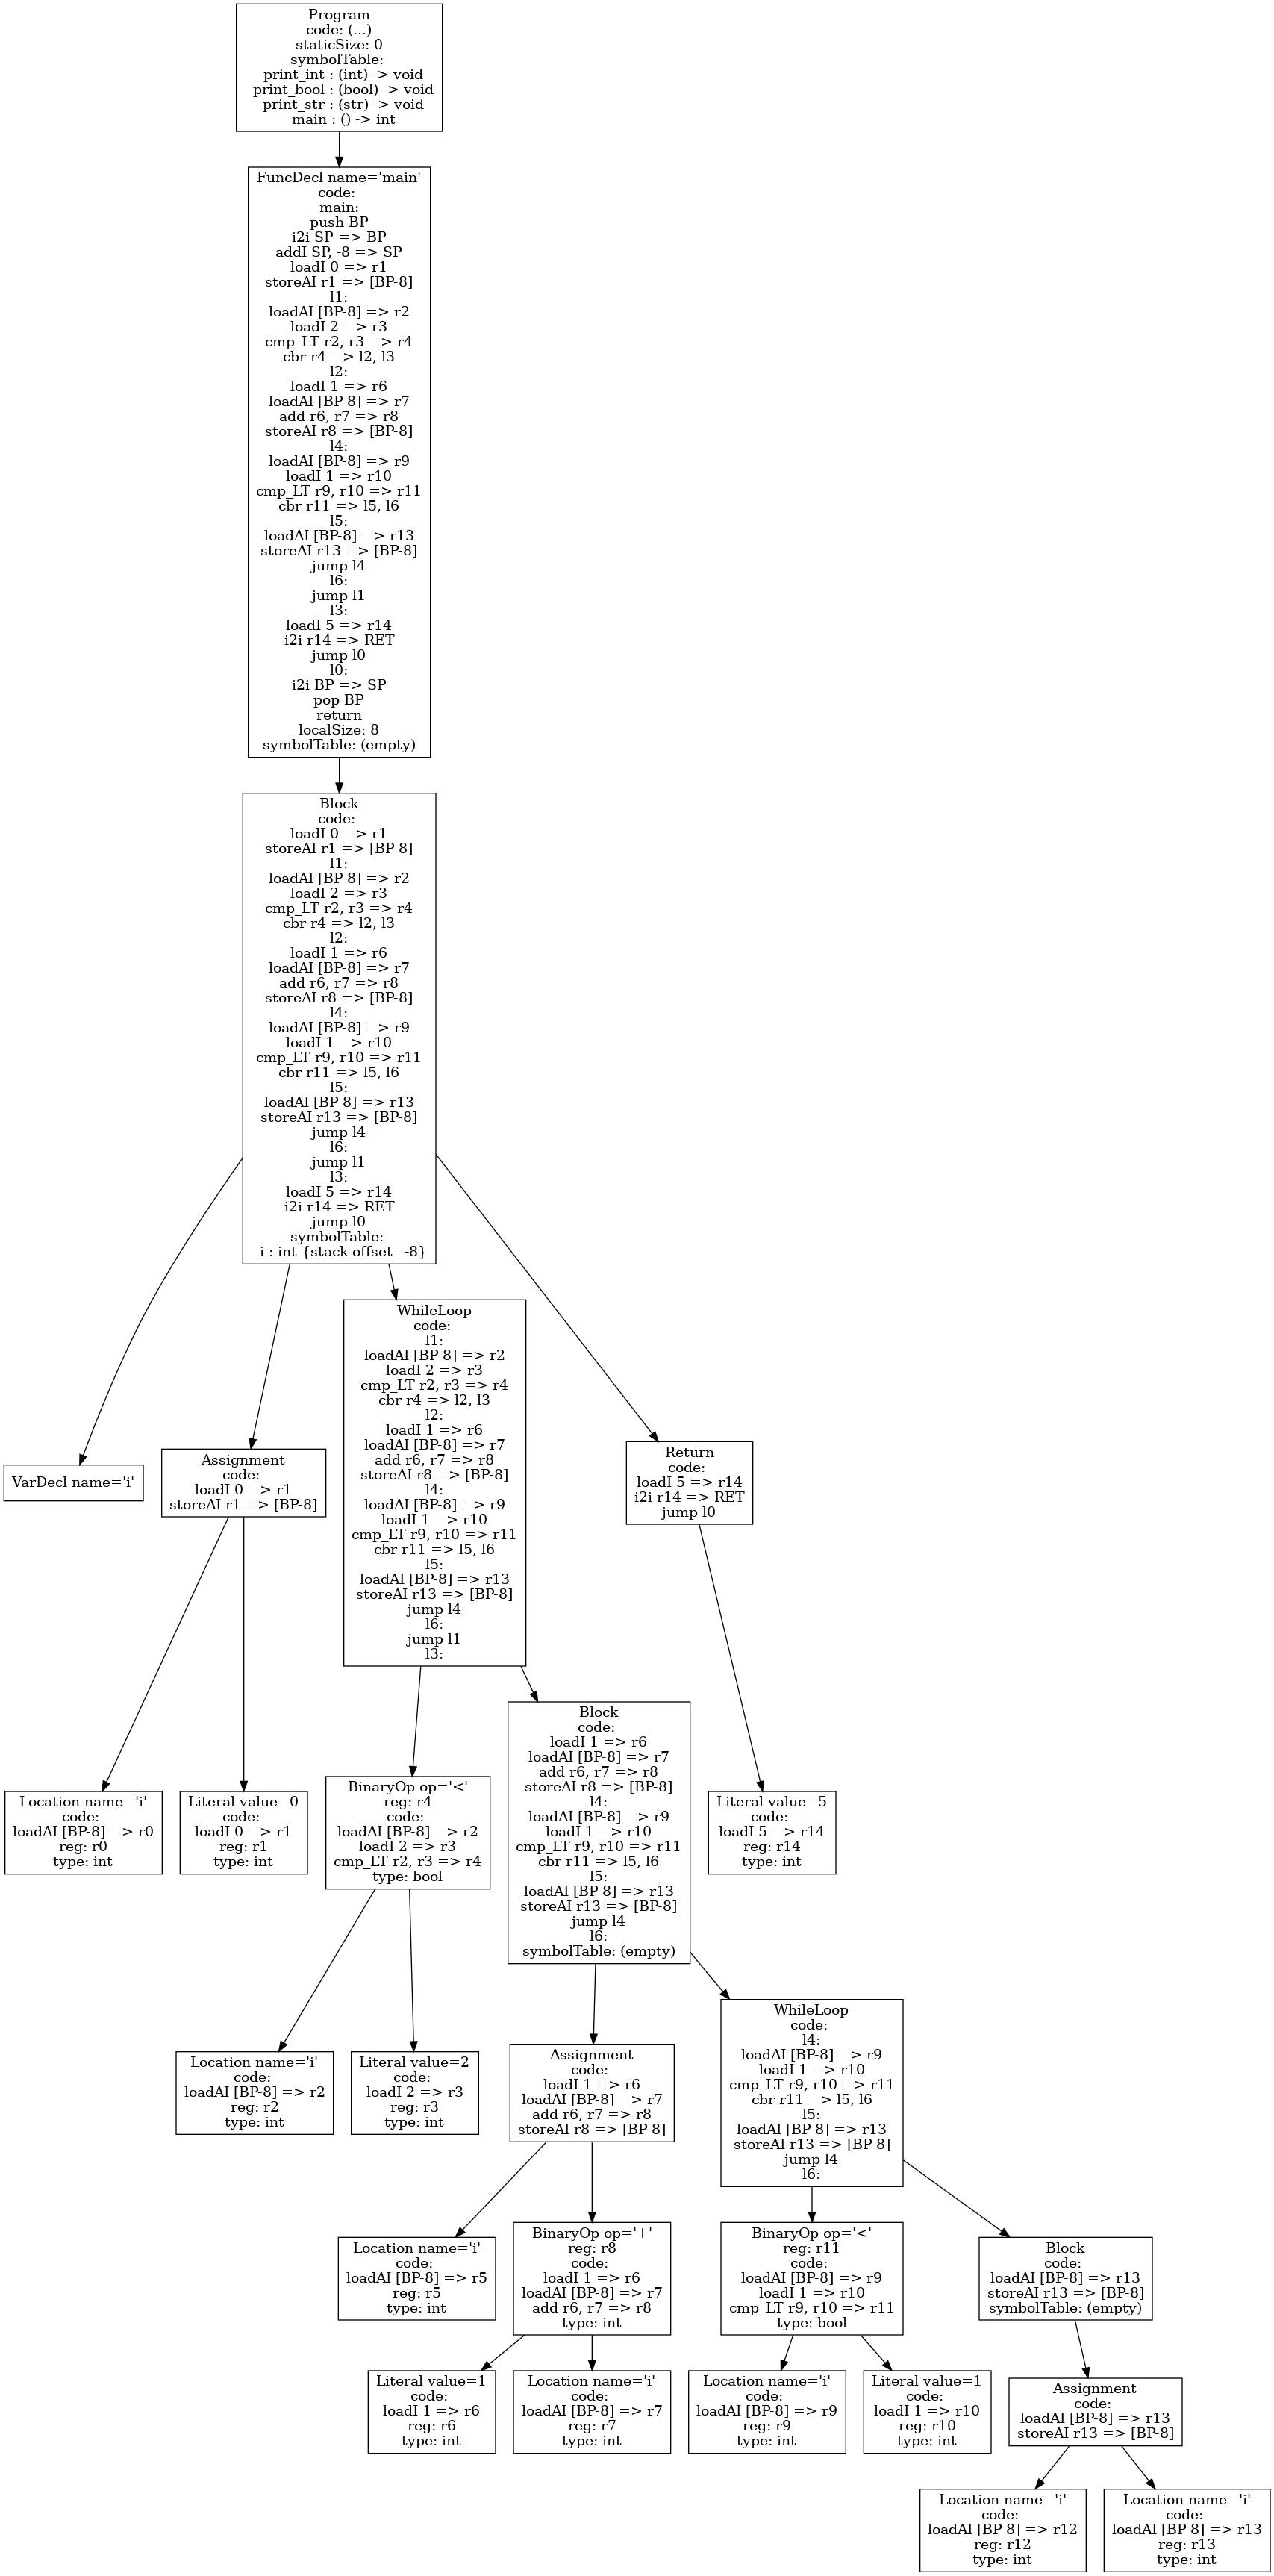 Program
code: (...)
staticSize: 0
symbolTable:
print_int : (int) -> void
print_bool : (bool) -> void
print_str : (str) -> void
main : () -> int
FuncDecl name='main'
code:
main:
push BP
i2i SP => BP
addI SP, -8 => SP
loadI 0 => r1
storeAI r1 => [BP-8]
l1:
loadAI [BP-8] => r2
loadI 2 => r3
cmp_LT r2, r3 => r4
cbr r4 => l2, l3
l2:
loadI 1 => r6
loadAI [BP-8] => r7
add r6, r7 => r8
storeAI r8 => [BP-8]
l4:
loadAI [BP-8] => r9
loadI 1 => r10
cmp_LT r9, r10 => r11
cbr r11 => l5, l6
l5:
loadAI [BP-8] => r13
storeAI r13 => [BP-8]
jump l4
l6:
jump l1
l3:
loadI 5 => r14
i2i r14 => RET
jump l0
l0:
i2i BP => SP
pop BP
return
localSize: 8
symbolTable: (empty)
Block
code:
loadI 0 => r1
storeAI r1 => [BP-8]
l1:
loadAI [BP-8] => r2
loadI 2 => r3
cmp_LT r2, r3 => r4
cbr r4 => l2, l3
l2:
loadI 1 => r6
loadAI [BP-8] => r7
add r6, r7 => r8
storeAI r8 => [BP-8]
l4:
loadAI [BP-8] => r9
loadI 1 => r10
cmp_LT r9, r10 => r11
cbr r11 => l5, l6
l5:
loadAI [BP-8] => r13
storeAI r13 => [BP-8]
jump l4
l6:
jump l1
l3:
loadI 5 => r14
i2i r14 => RET
jump l0
symbolTable:
i : int {stack offset=-8}
VarDecl name='i'
Assignment
code:
loadI 0 => r1
storeAI r1 => [BP-8]
WhileLoop
code:
l1:
loadAI [BP-8] => r2
loadI 2 => r3
cmp_LT r2, r3 => r4
cbr r4 => l2, l3
l2:
loadI 1 => r6
loadAI [BP-8] => r7
add r6, r7 => r8
storeAI r8 => [BP-8]
l4:
loadAI [BP-8] => r9
loadI 1 => r10
cmp_LT r9, r10 => r11
cbr r11 => l5, l6
l5:
loadAI [BP-8] => r13
storeAI r13 => [BP-8]
jump l4
l6:
jump l1
l3:
Return
code:
loadI 5 => r14
i2i r14 => RET
jump l0
Location name='i'
code:
loadAI [BP-8] => r0
reg: r0
type: int
Literal value=0
code:
loadI 0 => r1
reg: r1
type: int
BinaryOp op='<'
reg: r4
code:
loadAI [BP-8] => r2
loadI 2 => r3
cmp_LT r2, r3 => r4
type: bool
Block
code:
loadI 1 => r6
loadAI [BP-8] => r7
add r6, r7 => r8
storeAI r8 => [BP-8]
l4:
loadAI [BP-8] => r9
loadI 1 => r10
cmp_LT r9, r10 => r11
cbr r11 => l5, l6
l5:
loadAI [BP-8] => r13
storeAI r13 => [BP-8]
jump l4
l6:
symbolTable: (empty)
Literal value=5
code:
loadI 5 => r14
reg: r14
type: int
Location name='i'
code:
loadAI [BP-8] => r2
reg: r2
type: int
Literal value=2
code:
loadI 2 => r3
reg: r3
type: int
Assignment
code:
loadI 1 => r6
loadAI [BP-8] => r7
add r6, r7 => r8
storeAI r8 => [BP-8]
WhileLoop
code:
l4:
loadAI [BP-8] => r9
loadI 1 => r10
cmp_LT r9, r10 => r11
cbr r11 => l5, l6
l5:
loadAI [BP-8] => r13
storeAI r13 => [BP-8]
jump l4
l6:
Location name='i'
code:
loadAI [BP-8] => r5
reg: r5
type: int
BinaryOp op='+'
reg: r8
code:
loadI 1 => r6
loadAI [BP-8] => r7
add r6, r7 => r8
type: int
BinaryOp op='<'
reg: r11
code:
loadAI [BP-8] => r9
loadI 1 => r10
cmp_LT r9, r10 => r11
type: bool
Block
code:
loadAI [BP-8] => r13
storeAI r13 => [BP-8]
symbolTable: (empty)
Literal value=1
code:
loadI 1 => r6
reg: r6
type: int
Location name='i'
code:
loadAI [BP-8] => r7
reg: r7
type: int
Location name='i'
code:
loadAI [BP-8] => r9
reg: r9
type: int
Literal value=1
code:
loadI 1 => r10
reg: r10
type: int
Assignment
code:
loadAI [BP-8] => r13
storeAI r13 => [BP-8]
Location name='i'
code:
loadAI [BP-8] => r12
reg: r12
type: int
Location name='i'
code:
loadAI [BP-8] => r13
reg: r13
type: int